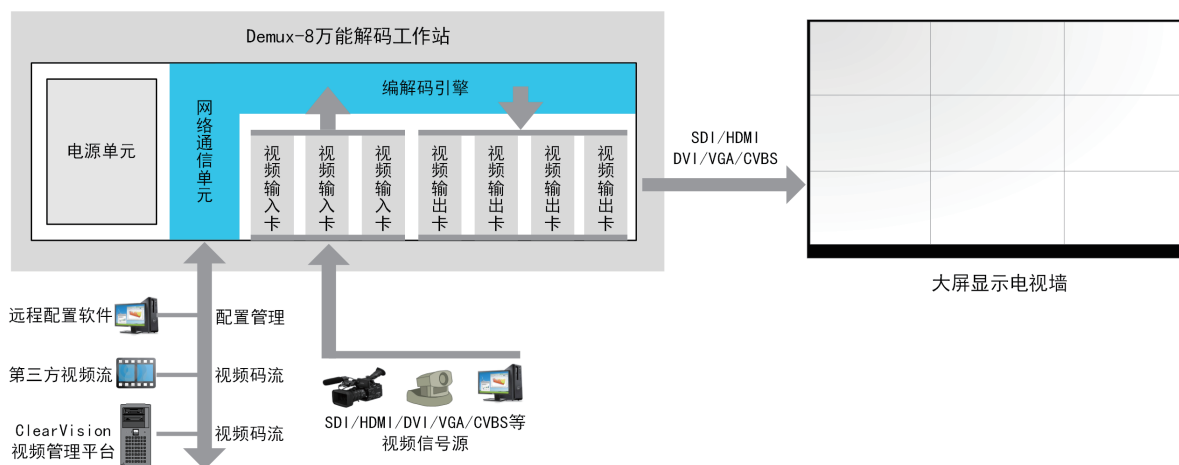 Demux-8万能解码工作站
编解码引擎
电源单元
网络通信单元
视频输入卡
视频输入卡
视频输入卡
视频输出卡
视频输出卡
视频输出卡
视频输出卡
SDI/HDMI
DVI/VGA/CVBS
大屏显示电视墙
远程配置软件
配置管理
第三方视频流
视频码流
ClearVision
视频管理平台
视频码流
SDI/HDMI/DVI/VGA/CVBS等
视频信号源